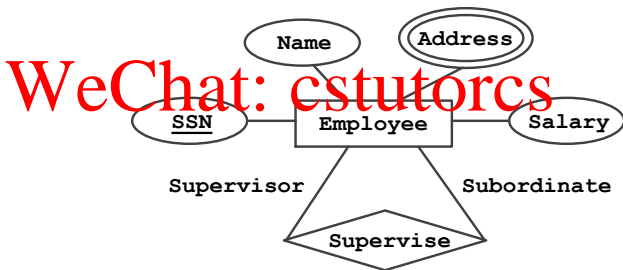 Name
Address
WeChat: cstutorcs
SSN
Employee
Salary
Supervisor
Subordinate
Supervise